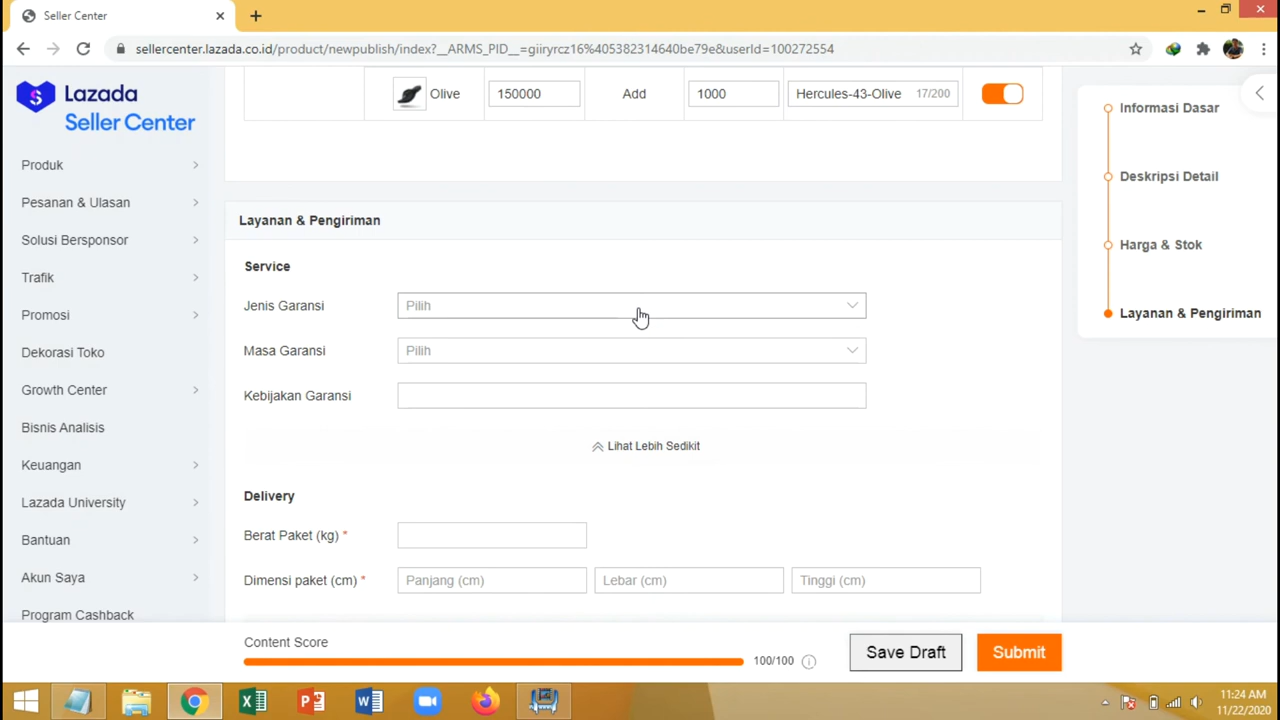 Seller Center
sellercenter.lazada.co.id/product/newpublish/index?__ARMS_PID__=giiryrcz16%405382314640be79e&userId=100272554
Lazada
Seller Center
Produk
Pesanan & Ulasan
Solusi Bersponsor
Trafik
Promosi
Dekorasi Toko
Growth Center
Bisnis Analisis
Keuangan
Lazada University
Bantuan
Akun Saya
Program Cashback
Olive 150000 Add 1000 Hercules-43-Olive 17/200
Layanan & Pengiriman
Service
Jenis Garansi Pilih
Masa Garansi Pilih
Kebijakan Garansi
Lihat Lebih Sedikit
Delivery
Berat Paket (kg) *
Dimensi paket (cm) * Panjang (cm) Lebar (cm) Tinggi (cm)
Content Score
100/100
Save Draft
Submit
Informasi Dasar
Deskripsi Detail
Harga & Stok
Layanan & Pengiriman
11:24 AM
11/22/2020